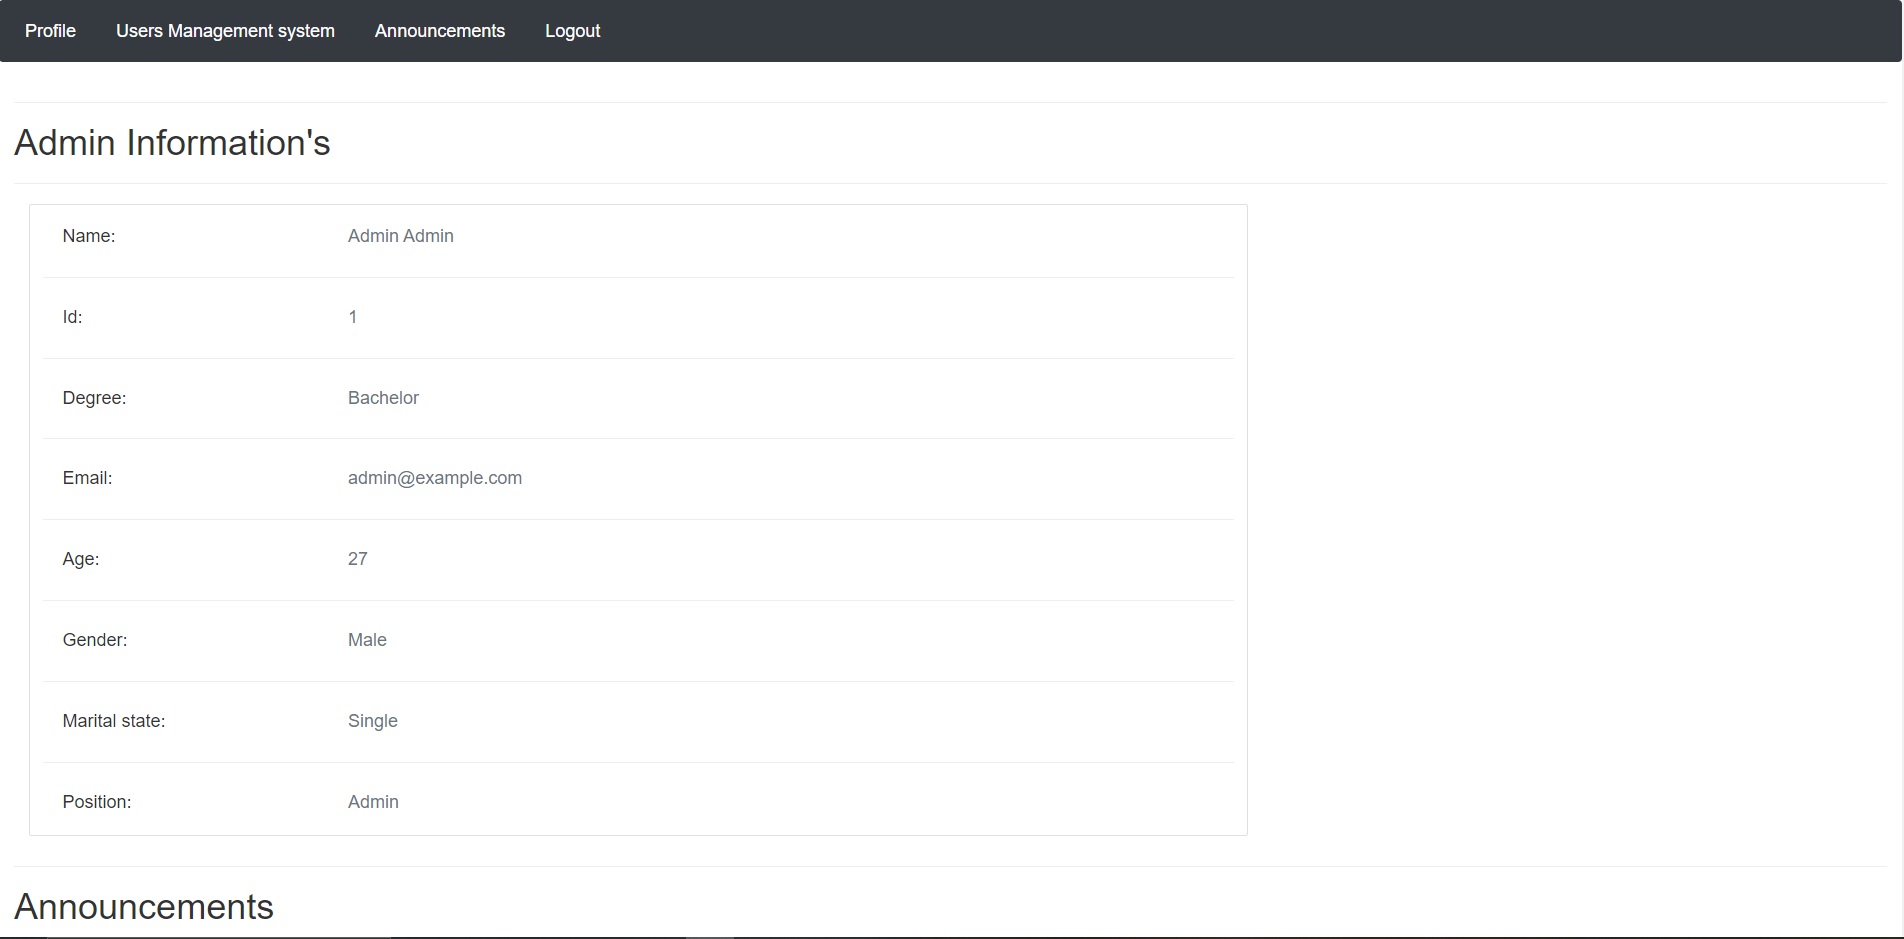 Profile Users Management system Announcements Logout
Admin Information's
Name: Admin Admin
Id: 1
Degree: Bachelor
Email: admin@example.com
Age: 27
Gender: Male
Marital state: Single
Position: Admin
Announcements